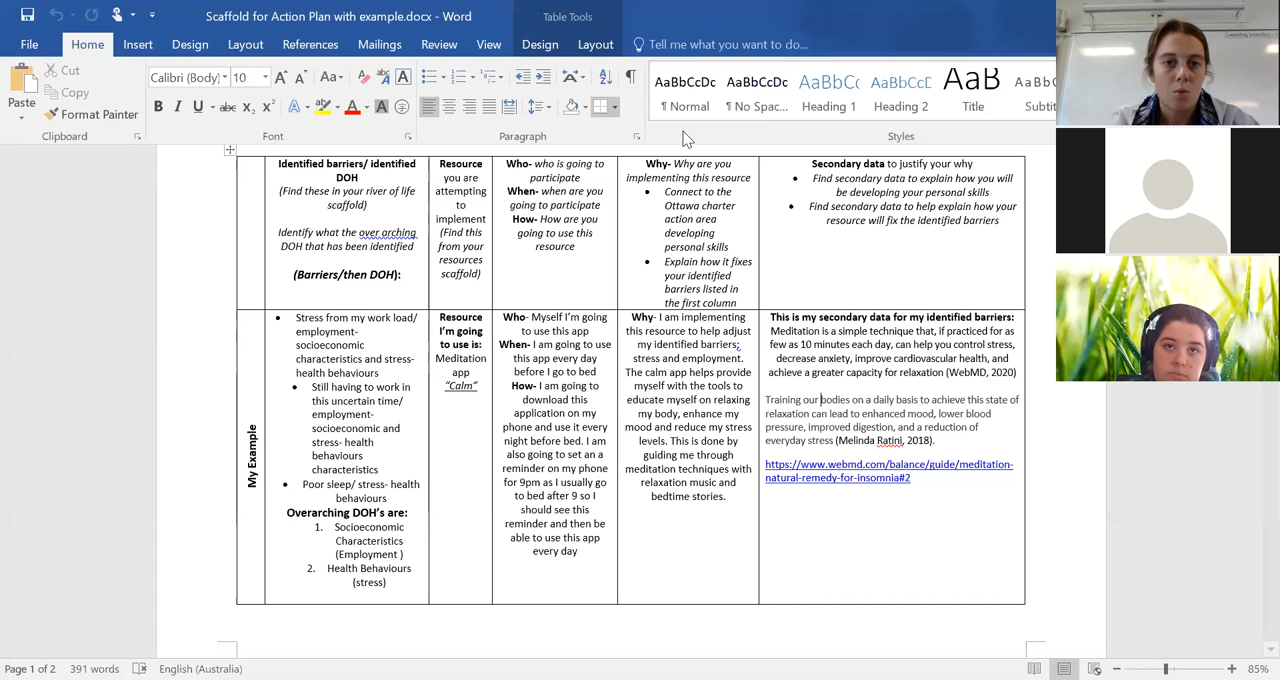 Scaffold for Action Plan with example.docx - Word
Table Tools
File Home Insert Design Layout References Mailings Review View Design Layout Tell me what you want to do...
Cut
Copy
Paste
Format Painter
Clipboard
Calibri (Body) 10
Font
Paragraph
AaBbCcDc AaBbCcDc AaBbC( AaBbCcE AaB AaBbC
¶ Normal ¶ No Spac... Heading 1 Heading 2 Title Subtit
Styles
Identified barriers/ identified
DOH
(Find these in your river of life
scaffold)
Identify what the over arching
DOH that has been identified
(Barriers/then DOH):
Resource
you are
attempting
to
implement
(Find this
from your
resources
scaffold)
Who- who is going to
participate
When- when are you
going to participate
How- How are you
going to use this
resource
Why- Why are you
implementing this resource
• Connect to the
Ottawa charter
action area
developing
personal skills
• Explain how it fixes
your identified
barriers listed in
the first column
Secondary data to justify your why
• Find secondary data to explain how you will
be developing your personal skills
• Find secondary data to help explain how your
resource will fix the identified barriers
My Example
• Stress from my work load/
employment-
socioeconomic
characteristics and stress-
health behaviours
• Still having to work in
this uncertain time/
employment-
socioeconomic and
stress- health
behaviours
characteristics
• Poor sleep/ stress- health
behaviours
Overarching DOH's are:
1. Socioeconomic
Characteristics
(Employment )
2. Health Behaviours
(stress)
Resource
I'm going
to use is:
Meditation
app
"Calm"
Who- Myself I'm going
to use this app
When- I am going to use
this app every day
before I go to bed
How- I am going to
download this
application on my
phone and use it every
night before bed. I am
also going to set an
reminder on my phone
for 9pm as I usually go
to bed after 9 so I
should see this
reminder and then be
able to use this app
every day
Why- I am implementing
this resource to help adjust
my identified barriers;
stress and employment.
The calm app helps provide
myself with the tools to
educate myself on relaxing
my body, enhance my
mood and reduce my stress
levels. This is done by
guiding me through
meditation techniques with
relaxation music and
bedtime stories.
This is my secondary data for my identified barriers:
Meditation is a simple technique that, if practiced for as
few as 10 minutes each day, can help you control stress,
decrease anxiety, improve cardiovascular health, and
achieve a greater capacity for relaxation (WebMD, 2020)
Training our bodies on a daily basis to achieve this state of
relaxation can lead to enhanced mood, lower blood
pressure, improved digestion, and a reduction of
everyday stress (Melinda Ratini, 2018).
https://www.webmd.com/balance/guide/meditation-
natural-remedy-for-insomnia#2
Page 1 of 2 391 words English (Australia) 85%